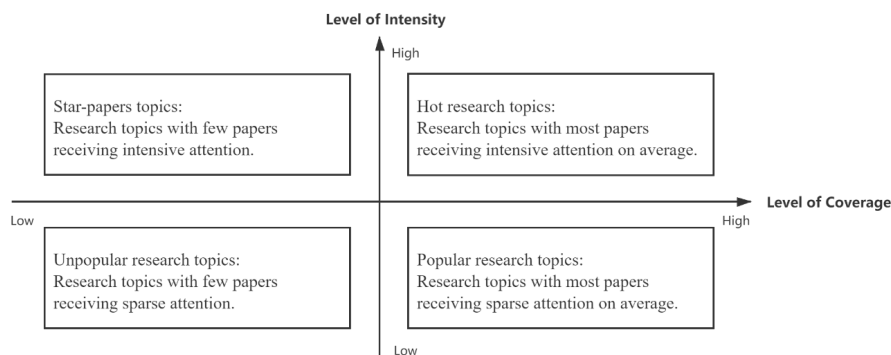 Level of Intensity
High
Star-papers topics:
Research topics with few papers
receiving intensive attention.
Hot research topics:
Research topics with most papers
receiving intensive attention on average.
Level of Coverage
Low
High
Unpopular research topics:
Research topics with few papers
receiving sparse attention.
Popular research topics:
Research topics with most papers
receiving sparse attention on average.
Low